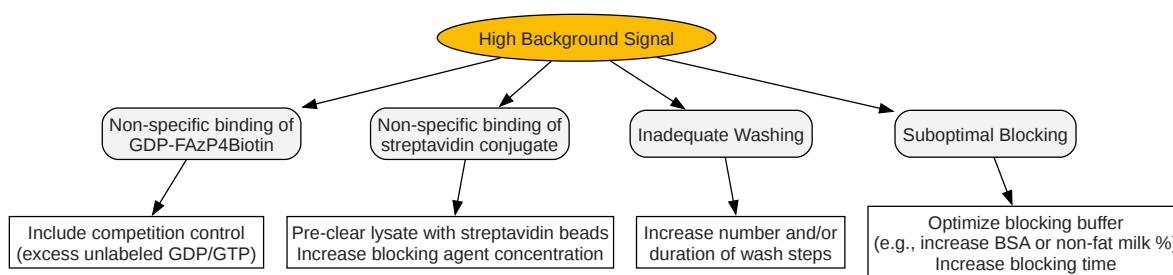 High Background Signal
Non-specific binding of
GDP-FAzP4Biotin
Non-specific binding of
streptavidin conjugate
Inadequate Washing
Suboptimal Blocking
Include competition control
(excess unlabeled GDP/GTP)
Pre-clear lysate with streptavidin beads
Increase blocking agent concentration
Increase number and/or
duration of wash steps
Optimize blocking buffer
(e.g., increase BSA or non-fat milk %)
Increase blocking time